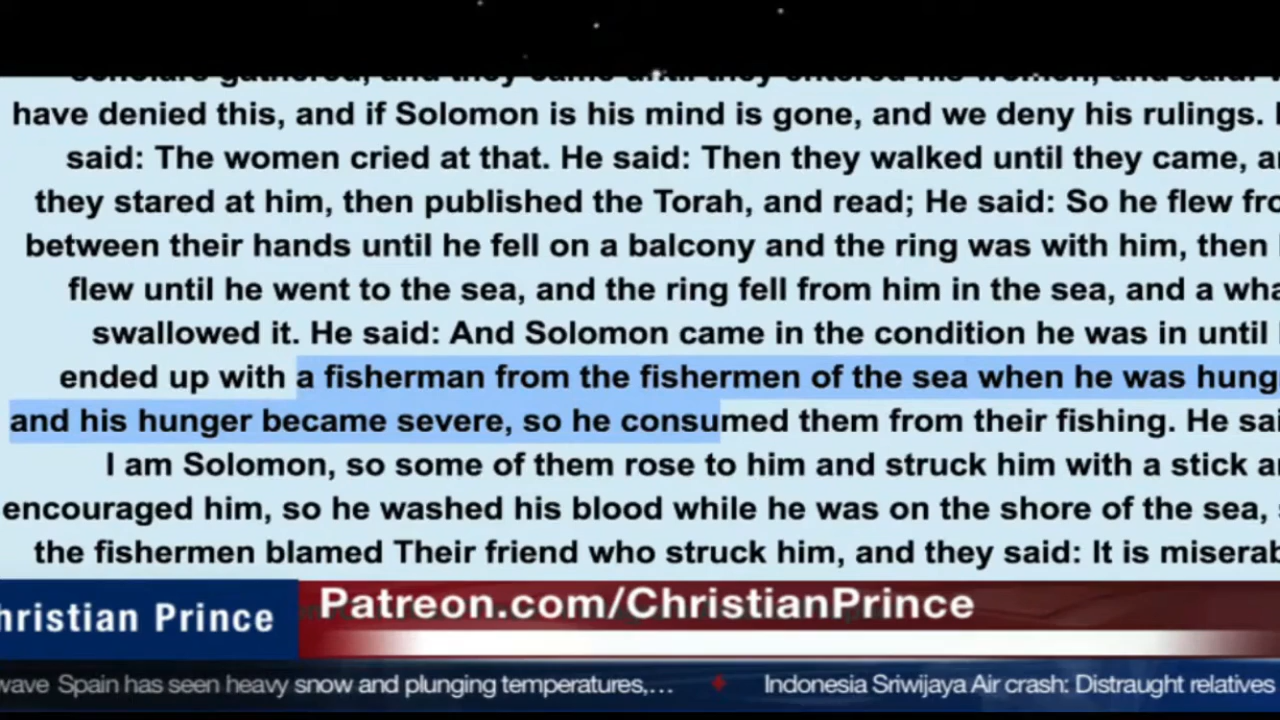 have denied this, and if Solomon is his mind is gone, and we deny his rulings.
said: The women cried at that. He said: Then they walked until they came,
they stared at him, then published the Torah, and read; He said: So he flew
between their hands until he fell on a balcony and the ring was with him, then
flew until he went to the sea, and the ring fell from him in the sea, and a
swallowed it. He said: And Solomon came in the condition he was in until
ended up with a fisherman from the fishermen of the sea when he was
and his hunger became severe, so he consumed them from their fishing. He
I am Solomon, so some of them rose to him and struck him with a stick
encouraged him, so he washed his blood while he was on the shore of the sea,
the fishermen blamed Their friend who struck him, and they said: It is
Prince
Patreon.com/ChristianPrince
Spain has seen heavy snow and plunging temperatures,... Indonesia Sriwijaya Air crash: Distraught relatives